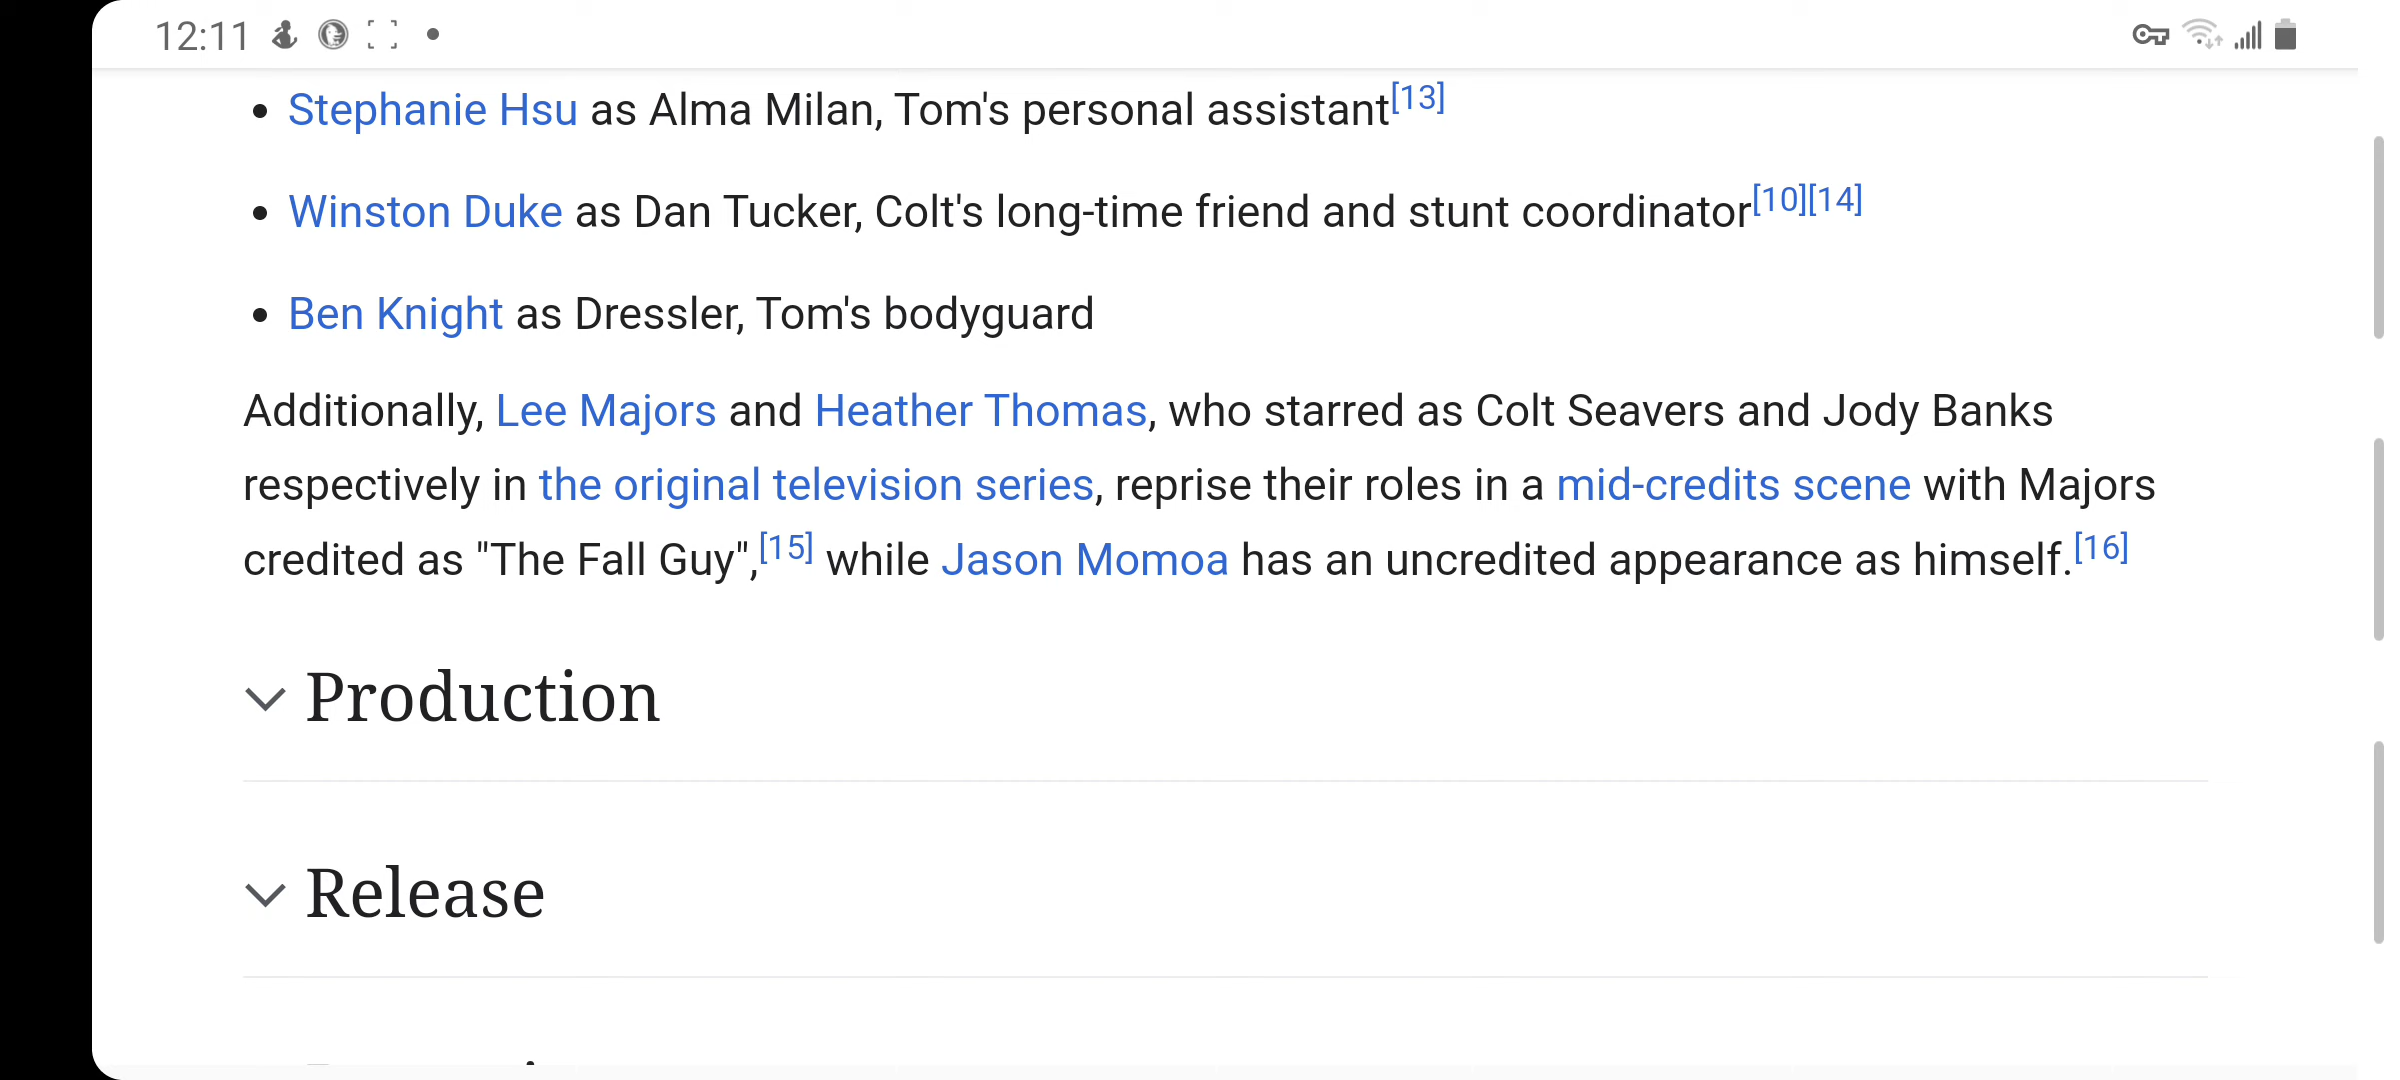 12:11
• Stephanie Hsu as Alma Milan, Tom's personal assistant[13]
• Winston Duke as Dan Tucker, Colt's long-time friend and stunt coordinator[10][14]
• Ben Knight as Dressler, Tom's bodyguard
Additionally, Lee Majors and Heather Thomas, who starred as Colt Seavers and Jody Banks
respectively in the original television series, reprise their roles in a mid-credits scene with Majors
credited as "The Fall Guy",[15] while Jason Momoa has an uncredited appearance as himself.[16]
Production
Release